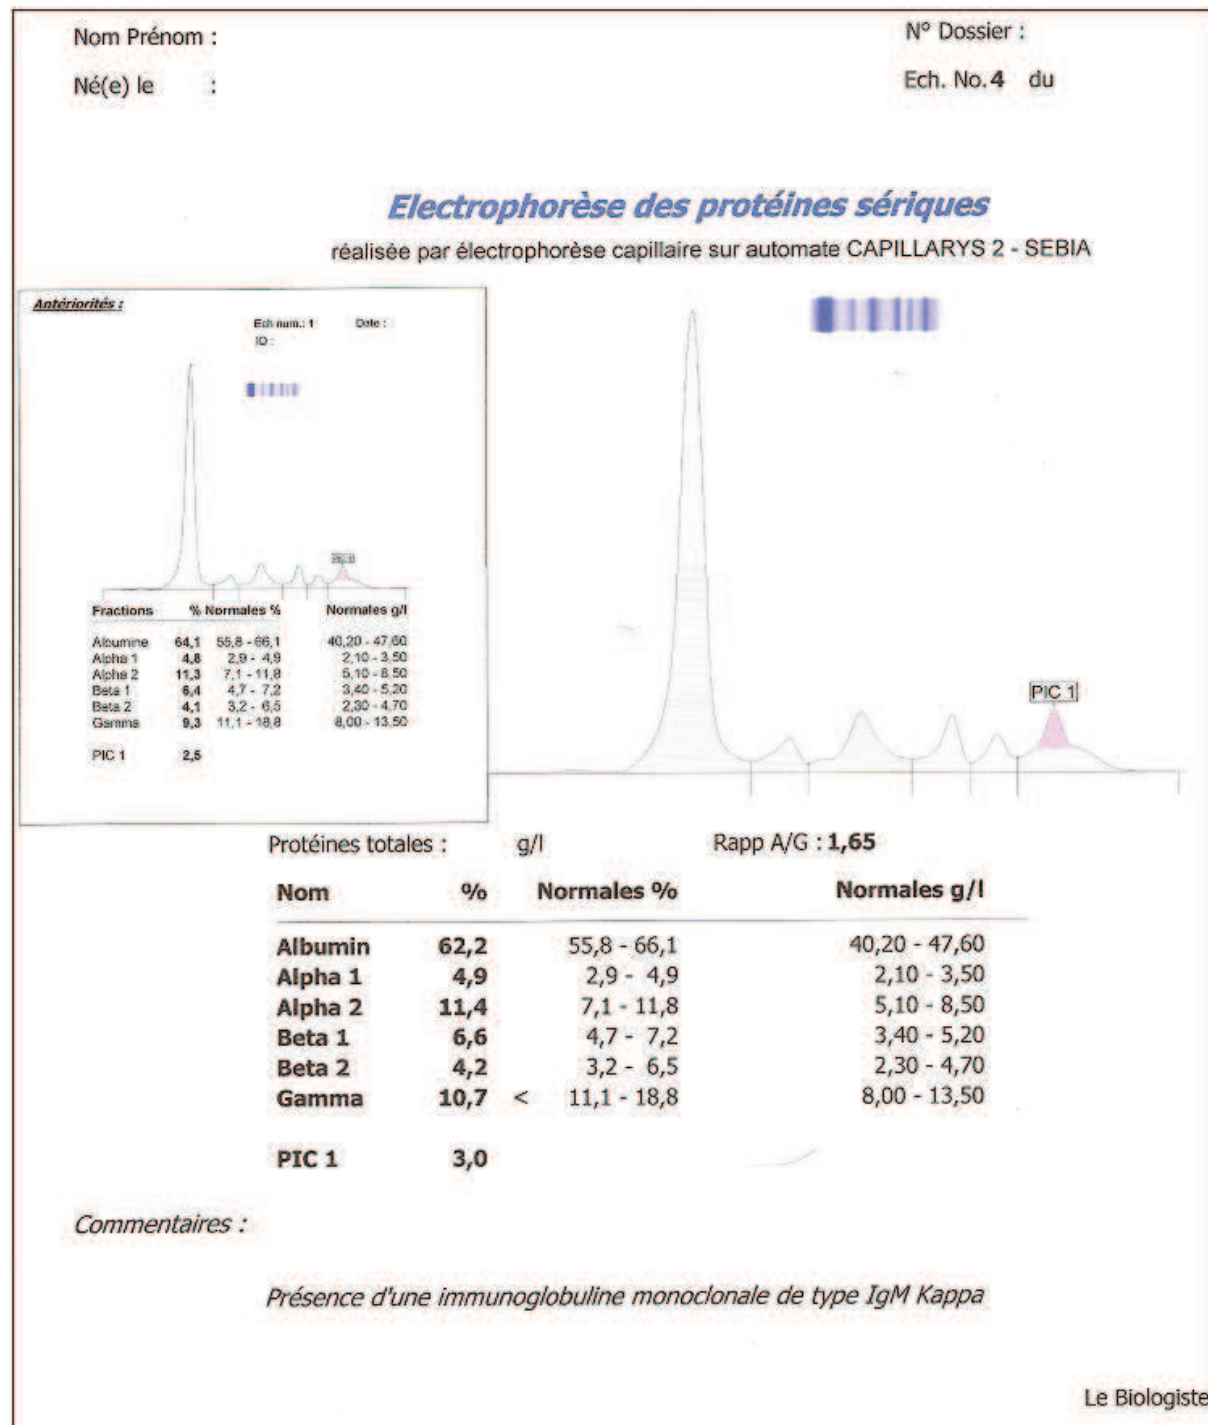 Nom Prénom :
N° Dossier :
Né(e) le :
Ech. No. 4 du
Electrophorèse des protéines sériques
réalisée par électrophorèse capillaire sur automate CAPILLARYS 2 - SEBIA
Antériorités :
Ech num.: 1 Date :
ID :
Fractions % Normales % Normales g/l
Albumine 64,1 55,8 - 66,1 40,20 - 47,60
Alpha 1 4,8 2,9 - 4,9 2,10 - 3,50
Alpha 2 11,3 7,1 - 11,8 5,10 - 8,50
Beta 1 6,4 4,7 - 7,2 3,40 - 5,20
Beta 2 4,1 3,2 - 6,5 2,30 - 4,70
Gamma 9,3 11,1 - 18,8 8,00 - 13,50
PIC 1 2,5
PIC 1
Protéines totales : g/l Rapp A/G : 1,65
Nom % Normales % Normales g/l
Albumin 62,2 55,8 - 66,1 40,20 - 47,60
Alpha 1 4,9 2,9 - 4,9 2,10 - 3,50
Alpha 2 11,4 7,1 - 11,8 5,10 - 8,50
Beta 1 6,6 4,7 - 7,2 3,40 - 5,20
Beta 2 4,2 3,2 - 6,5 2,30 - 4,70
Gamma 10,7 < 11,1 - 18,8 8,00 - 13,50
PIC 1 3,0
Commentaires :
Présence d'une immunoglobuline monoclonale de type IgM Kappa
Le Biologiste